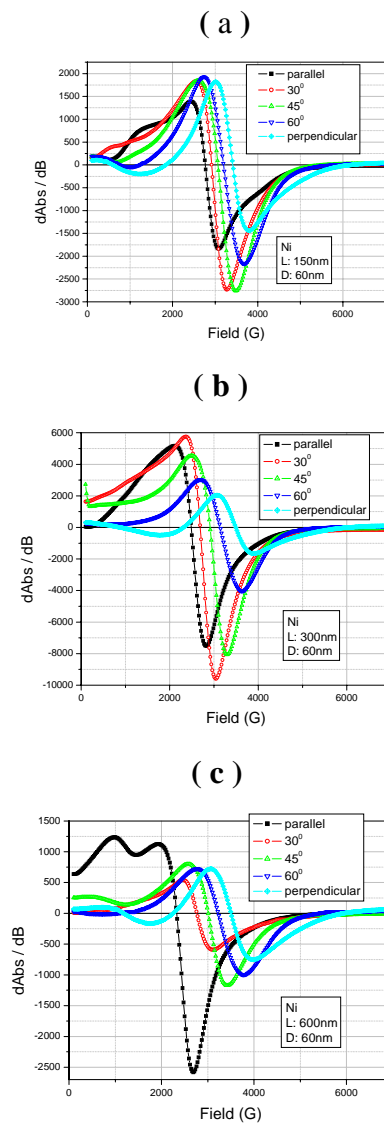 ( a )
2000
1500
1000
500
0
-500
-1000
-1500
-2000
-2500
-3000
dAbs / dB
parallel
30⁰
45⁰
60⁰
perpendicular
Ni
L: 150nm
D: 60nm
0 2000 4000 6000
Field (G)
( b )
6000
4000
2000
0
-2000
-4000
-6000
-8000
-10000
dAbs / dB
parallel
30⁰
45⁰
60⁰
perpendicular
Ni
L: 300nm
D: 60nm
0 2000 4000 6000
Field (G)
( c )
1500
1000
500
0
-500
-1000
-1500
-2000
-2500
dAbs / dB
parallel
30⁰
45⁰
60⁰
perpendicular
Ni
L: 600nm
D: 60nm
0 2000 4000 6000
Field (G)